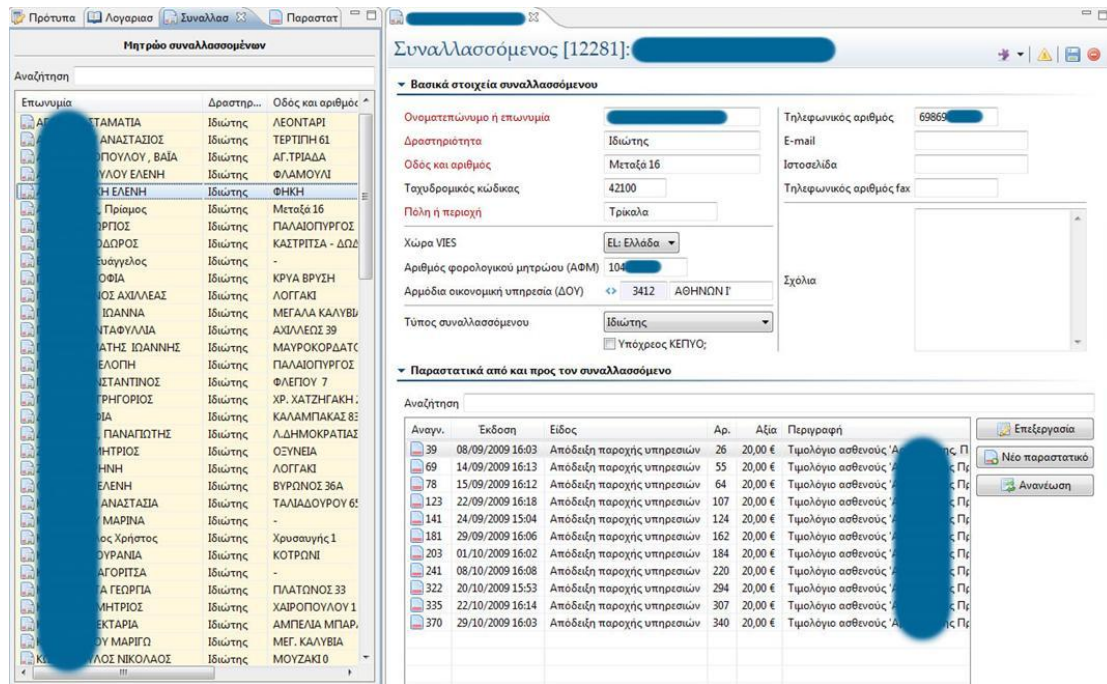 Πρότυπα Λογαριασ Συναλλασ Παραστατ
Μητρώο συναλλασσομένων
Αναζήτηση
Επωνυμία Δραστηρ... Οδός και αριθμός
ΣΤΑΜΑΤΙΑ Ιδιώτης ΛΕΟΝΤΑΡΙ
ΑΝΑΣΤΑΣΙΟΣ Ιδιώτης ΤΕΡΤΙΠΗ 61
ΟΠΟΥΛΟΥ , ΒΑΪΑ Ιδιώτης ΑΓ.ΤΡΙΑΔΑ
ΥΛΟΥ ΕΛΕΝΗ Ιδιώτης ΦΛΑΜΟΥΛΙ
ΚΗ ΕΛΕΝΗ Ιδιώτης ΦΗΚΗ
, Πρίαμος Ιδιώτης Μεταξά 16
ΩΡΓΙΟΣ Ιδιώτης ΠΑΛΑΙΟΠΥΡΓΟΣ
ΟΔΩΡΟΣ Ιδιώτης ΚΑΣΤΡΙΤΣΑ - ΔΩΔ
Ευάγγελος Ιδιώτης -
ΟΦΙΑ Ιδιώτης ΚΡΥΑ ΒΡΥΣΗ
ΝΟΣ ΑΧΙΛΛΕΑΣ Ιδιώτης ΛΟΓΓΑΚΙ
ΙΩΑΝΝΑ Ιδιώτης ΜΕΓΑΛΑ ΚΑΛΥΒΙΑ
ΝΤΑΦΥΛΛΙΑ Ιδιώτης ΑΧΙΛΛΕΩΣ 39
ΜΑΤΗΣ ΙΩΑΝΝΗΣ Ιδιώτης ΜΑΥΡΟΚΟΡΔΑΤΟ
ΕΛΟΠΗ Ιδιώτης ΠΑΛΑΙΟΠΥΡΓΟΣ
ΝΣΤΑΝΤΙΝΟΣ Ιδιώτης ΦΛΕΓΙΟΥ 7
ΓΡΗΓΟΡΙΟΣ Ιδιώτης ΧΡ. ΧΑΤΖΗΓΑΚΗ
ΦΙΑ Ιδιώτης ΚΑΛΑΜΠΑΚΑΣ 83
, ΠΑΝΑΓΙΩΤΗΣ Ιδιώτης Λ.ΔΗΜΟΚΡΑΤΙΑΣ
ΜΗΤΡΙΟΣ Ιδιώτης ΟΞΥΝΕΙΑ
ΡΗΝΗ Ιδιώτης ΛΟΓΓΑΚΙ
ΕΛΕΝΗ Ιδιώτης ΒΥΡΩΝΟΣ 36Α
ΑΝΑΣΤΑΣΙΑ Ιδιώτης ΤΑΛΙΑΔΟΥΡΟΥ 65
ΜΑΡΙΝΑ Ιδιώτης -
λος Χρήστος Ιδιώτης Χρυσαυγής 1
ΟΥΡΑΝΙΑ Ιδιώτης ΚΟΤΡΩΝΙ
ΑΓΟΡΙΤΣΑ Ιδιώτης -
ΤΑ ΓΕΩΡΓΙΑ Ιδιώτης ΠΛΑΤΩΝΟΣ 33
ΜΗΤΡΙΟΣ Ιδιώτης ΧΑΙΡΟΠΟΥΛΟΥ 1
ΕΚΤΑΡΙΑ Ιδιώτης ΑΜΠΕΛΙΑ ΜΠΑΡ
ΟΥ ΜΑΡΙΓΩ Ιδιώτης ΜΕΓ. ΚΑΛΥΒΙΑ
ΥΛΟΣ ΝΙΚΟΛΑΟΣ Ιδιώτης ΜΟΥΖΑΚΙ 0
Συναλλασσόμενος [12281]:
Βασικά στοιχεία συναλλασσόμενου
Ονοματεπώνυμο ή επωνυμία
Δραστηριότητα Ιδιώτης
Οδός και αριθμός Μεταξά 16
Ταχυδρομικός κώδικας 42100
Πόλη ή περιοχή Τρίκαλα
Χώρα VIES EL: Ελλάδα
Αριθμός φορολογικού μητρώου (ΑΦΜ) 104
Αρμόδια οικονομική υπηρεσία (ΔΟΥ) <> 3412 ΑΘΗΝΩΝ Ι'
Τύπος συναλλασσόμενου Ιδιώτης
Υπόχρεος ΚΕΠΥΟ;
Τηλεφωνικός αριθμός 69869
E-mail
Ιστοσελίδα
Τηλεφωνικός αριθμός fax
Σχόλια
Παραστατικά από και προς τον συναλλασσόμενο
Αναζήτηση
Αναγν. Έκδοση Είδος Αρ. Αξία Περιγραφή
39 08/09/2009 16:03 Απόδειξη παροχής υπηρεσιών 26 20,00 € Τιμολόγιο ασθενούς
69 14/09/2009 16:13 Απόδειξη παροχής υπηρεσιών 55 20,00 € Τιμολόγιο ασθενούς
78 15/09/2009 16:12 Απόδειξη παροχής υπηρεσιών 64 20,00 € Τιμολόγιο ασθενούς
123 22/09/2009 16:18 Απόδειξη παροχής υπηρεσιών 107 20,00 € Τιμολόγιο ασθενούς
141 24/09/2009 15:04 Απόδειξη παροχής υπηρεσιών 124 20,00 € Τιμολόγιο ασθενούς
181 29/09/2009 16:06 Απόδειξη παροχής υπηρεσιών 162 20,00 € Τιμολόγιο ασθενούς
203 01/10/2009 16:02 Απόδειξη παροχής υπηρεσιών 184 20,00 € Τιμολόγιο ασθενούς
241 08/10/2009 16:08 Απόδειξη παροχής υπηρεσιών 220 20,00 € Τιμολόγιο ασθενούς
322 20/10/2009 15:53 Απόδειξη παροχής υπηρεσιών 294 20,00 € Τιμολόγιο ασθενούς
335 22/10/2009 16:14 Απόδειξη παροχής υπηρεσιών 307 20,00 € Τιμολόγιο ασθενούς
370 29/10/2009 16:03 Απόδειξη παροχής υπηρεσιών 340 20,00 € Τιμολόγιο ασθενούς
Επεξεργασία
Νέο παραστατικό
Ανανέωση